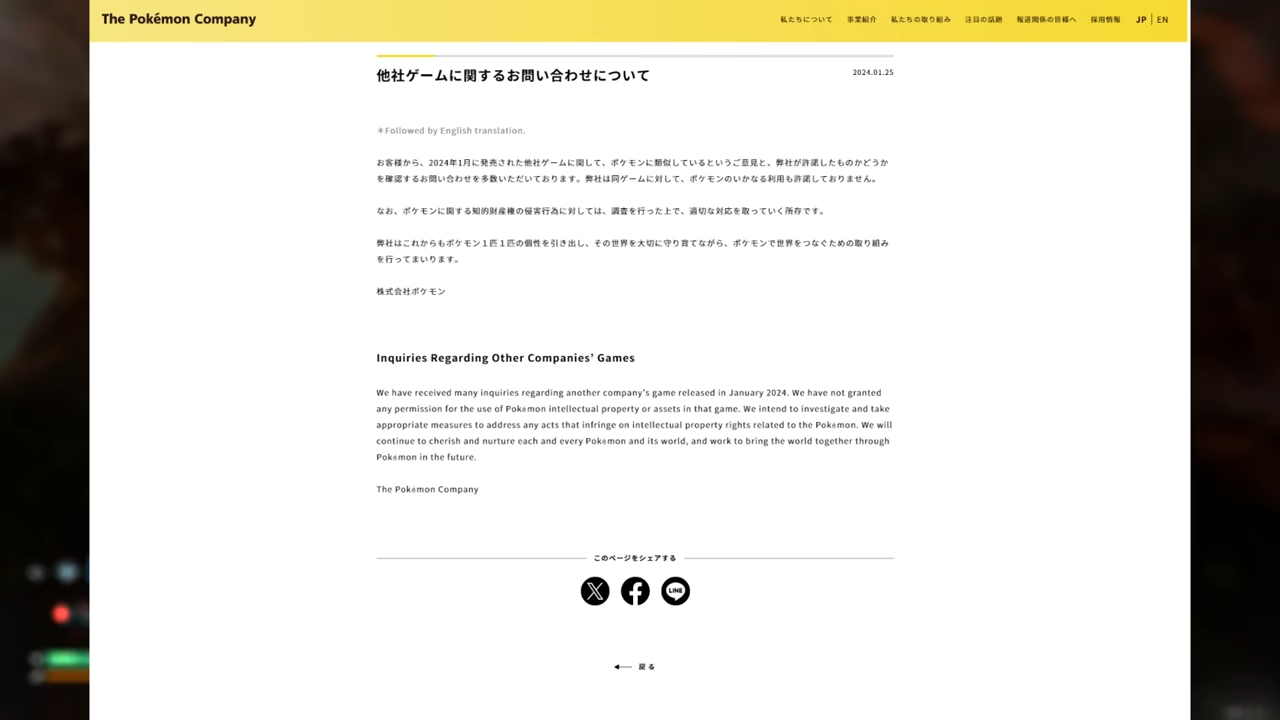 The Pokémon Company
私たちについて 事業紹介 私たちの取り組み 注目の話題 報道関係の皆様へ 採用情報 JP | EN
他社ゲームに関するお問い合わせについて
2024.01.25
＊Followed by English translation.
お客様から、2024年1月に発売された他社ゲームに関して、ポケモンに類似しているというご意見と、弊社が許諾したものかどうか
を確認するお問い合わせを多数いただいております。弊社は同ゲームに対して、ポケモンのいかなる利用も許諾しておりません。
なお、ポケモンに関する知的財産権の侵害行為に対しては、調査を行った上で、適切な対応を取っていく所存です。
弊社はこれからもポケモン１匹１匹の個性を引き出し、その世界を大切に守り育てながら、ポケモンで世界をつなぐための取り組み
を行ってまいります。
株式会社ポケモン
Inquiries Regarding Other Companies’ Games
We have received many inquiries regarding another company’s game released in January 2024. We have not granted
any permission for the use of Pokémon intellectual property or assets in that game. We intend to investigate and take
appropriate measures to address any acts that infringe on intellectual property rights related to the Pokémon. We will
continue to cherish and nurture each and every Pokémon and its world, and work to bring the world together through
Pokémon in the future.
The Pokémon Company
このページをシェアする
LINE
戻る